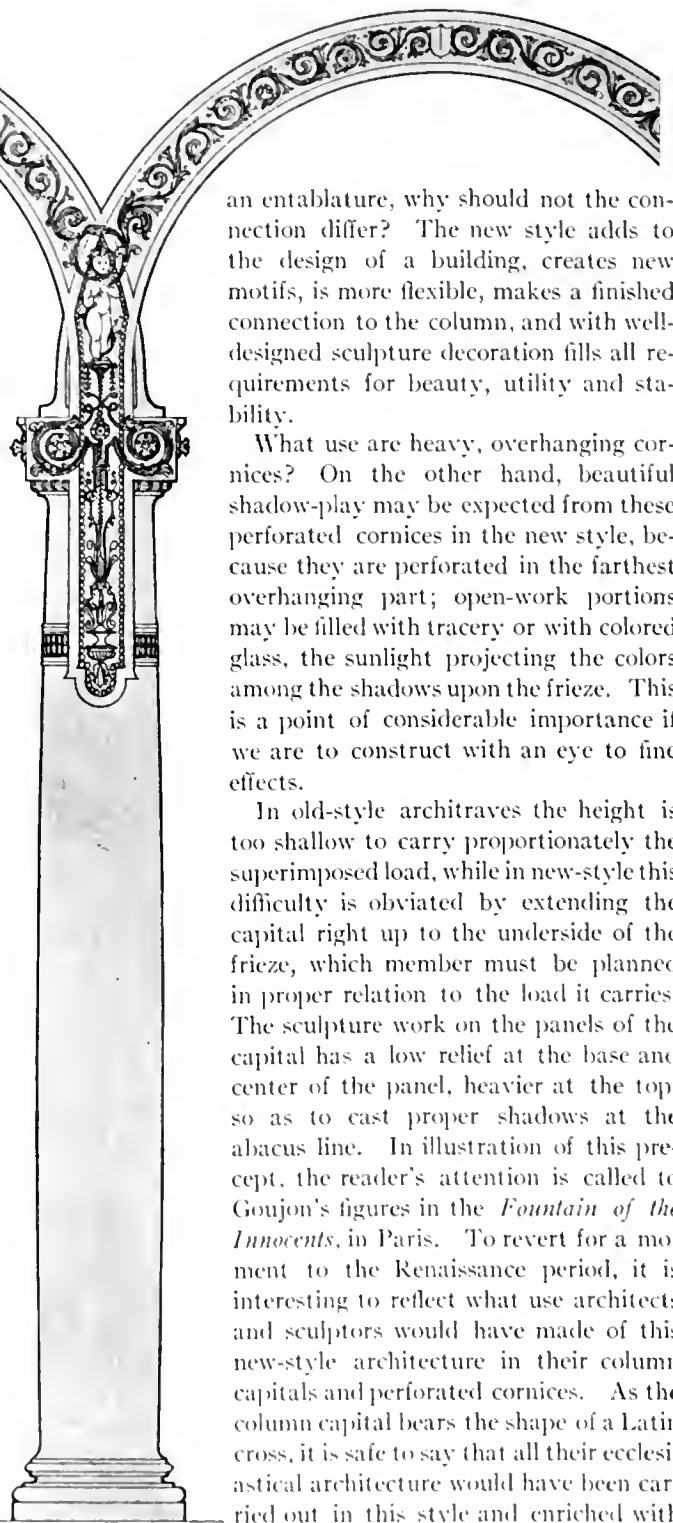 an entablature, why should not the con-
nection differ? The new style adds to
the design of a building, creates new
motifs, is more flexible, makes a finished
connection to the column, and with well-
designed sculpture decoration fills all re-
quirements for beauty, utility and sta-
bility.
What use are heavy, overhanging cor-
nices? On the other hand, beautiful
shadow-play may be expected from these
perforated cornices in the new style, be-
cause they are perforated in the farthest
overhanging part; open-work portions
may be filled with tracery or with colored
glass, the sunlight projecting the colors
among the shadows upon the frieze. This
is a point of considerable importance if
we are to construct with an eye to fine
effects.
In old-style architraves the height is
too shallow to carry proportionately the
superimposed load, while in new-style this
difficulty is obviated by extending the
capital right up to the underside of the
frieze, which member must be planned
in proper relation to the load it carries
The sculpture work on the panels of the
capital has a low relief at the base and
center of the panel, heavier at the top
so as to cast proper shadows at the
abacus line. In illustration of this pre-
cept, the reader's attention is called to
Goujon's figures in the Fountain of the
Innocents, in Paris. To revert for a mo-
ment to the Renaissance period, it is
interesting to reflect what use architects
and sculptors would have made of this
new-style architecture in their column
capitals and perforated cornices. As the
column capital bears the shape of a Latin
cross, it is safe to say that all their ecclesi-
astical architecture would have been car-
ried out in this style and enriched with